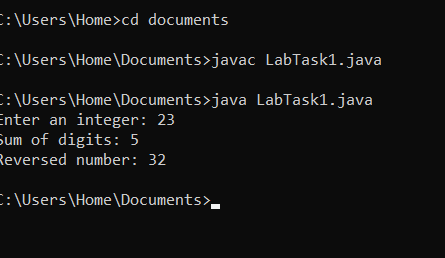 C:\Users\Home>cd documents
C:\Users\Home\Documents>javac LabTask1.java
C:\Users\Home\Documents>java LabTask1.java
Enter an integer: 23
Sum of digits: 5
Reversed number: 32
C:\Users\Home\Documents>